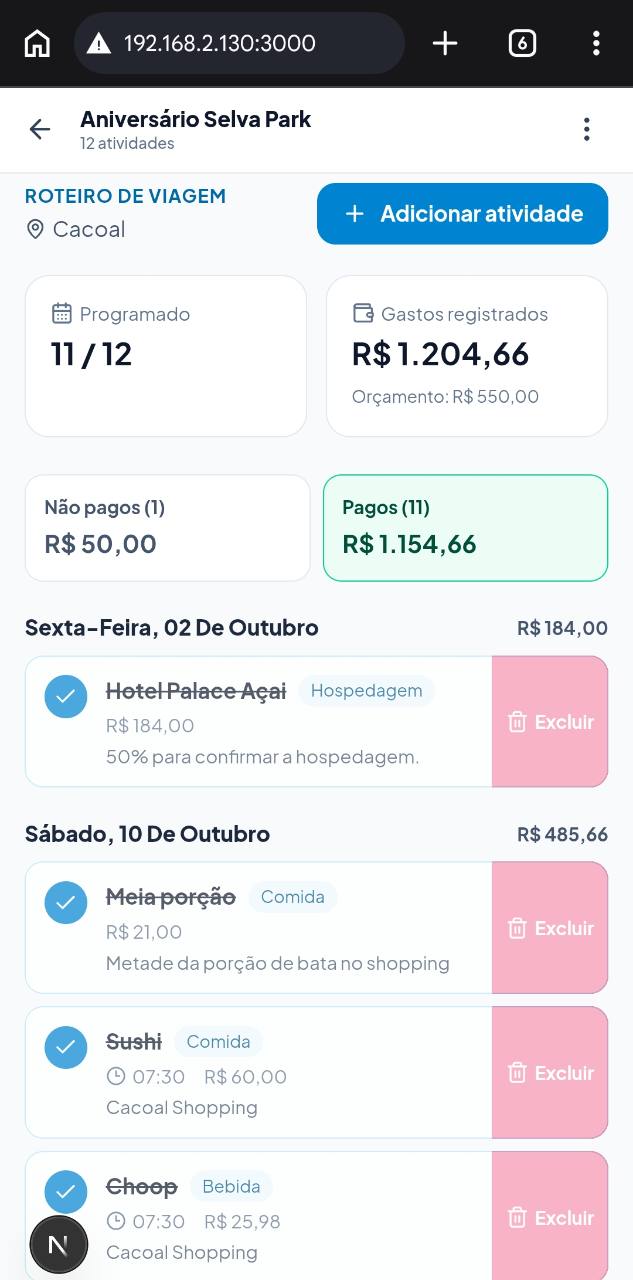 192.168.2.130:3000
6
Aniversário Selva Park
12 atividades
ROTEIRO DE VIAGEM
Cacoal
Adicionar atividade
Programado
11 / 12
Gastos registrados
R$ 1.204,66
Orçamento: R$ 550,00
Não pagos (1)
R$ 50,00
Pagos (11)
R$ 1.154,66
Sexta-Feira, 02 De Outubro
R$ 184,00
Hotel Palace Açai
Hospedagem
R$ 184,00
50% para confirmar a hospedagem.
Excluir
Sábado, 10 De Outubro
R$ 485,66
Meia porção
Comida
R$ 21,00
Metade da porção de bata no shopping
Excluir
Sushi
Comida
07:30 R$ 60,00
Cacoal Shopping
Excluir
Choop
Bebida
07:30 R$ 25,98
Cacoal Shopping
Excluir
N